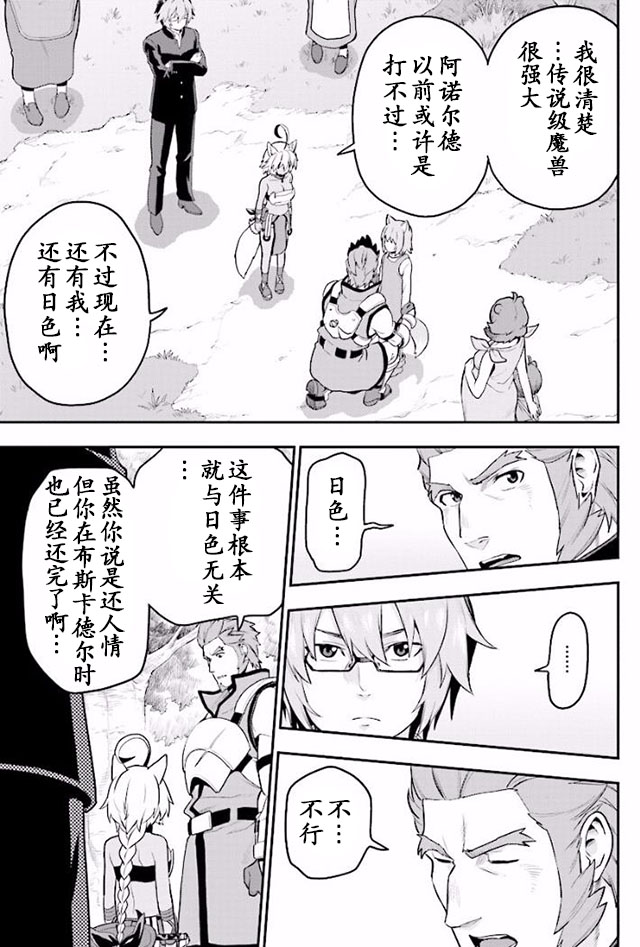 我很清楚
…传说级魔兽
很强大
阿诺尔德
以前或许是
打不过…
不过现在…
还有我…
还有日色啊
日色…
……
不…
不行
这件事根本
就与日色无关
…
虽然你说是还人情
但你在布斯卡德尔时
也已经还完了啊…